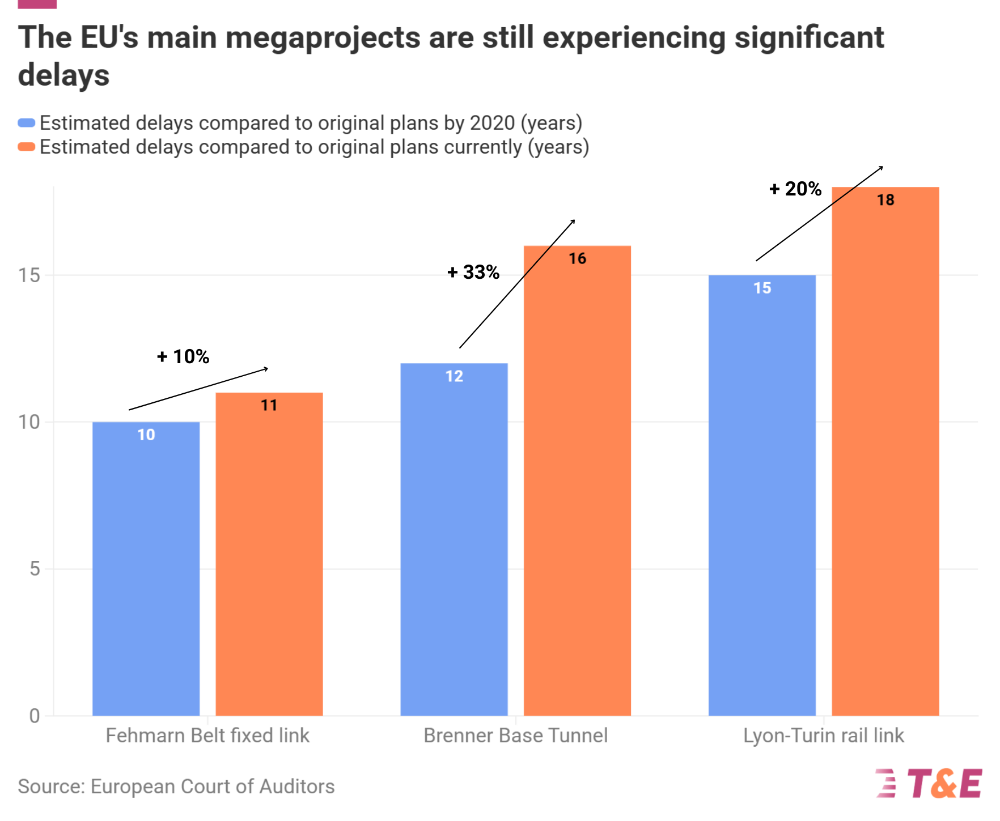 The EU's main megaprojects are still experiencing significant
delays
Estimated delays compared to original plans by 2020 (years)
Estimated delays compared to original plans currently (years)
+ 20%
18
+ 33%
16
15
15
+ 10%
12
11
10
10
5
0
Fehmarn Belt fixed link
Brenner Base Tunnel
Lyon-Turin rail link
Source: European Court of Auditors
T&E